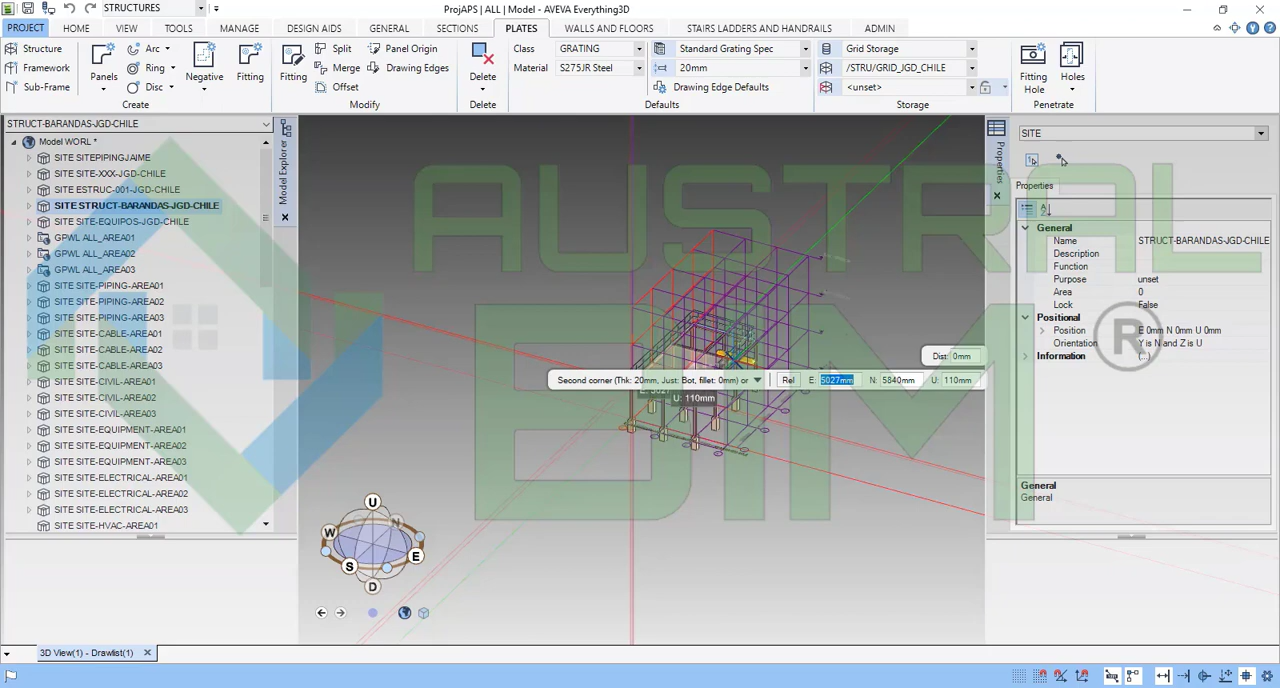 STRUCTURES
ProjAPS | ALL | Model - AVEVA Everything3D
PROJECT HOME VIEW TOOLS MANAGE DESIGN AIDS GENERAL SECTIONS PLATES WALLS AND FLOORS STAIRS LADDERS AND HANDRAILS ADMIN
Structure
Framework
Sub-Frame
Panels
Arc
Ring
Disc
Negative
Fitting
Create
Fitting
Split
Merge
Offset
Panel Origin
Drawing Edges
Modify
Delete
Delete
Class GRATING
Material S275JR Steel
Standard Grating Spec
20mm
Drawing Edge Defaults
Defaults
Grid Storage
/STRU/GRID_JGD_CHILE
<unset>
Storage
Fitting Hole
Holes
Penetrate
STRUCT-BARANDAS-JGD-CHILE
Model WORL *
SITE SITEPIPINGJAIME
SITE SITE-XXX-JGD-CHILE
SITE ESTRUC-001-JGD-CHILE
SITE STRUCT-BARANDAS-JGD-CHILE
SITE SITE-EQUIPOS-JGD-CHILE
GPWL ALL_AREA01
GPWL ALL_AREA02
GPWL ALL_AREA03
SITE SITE-PIPING-AREA01
SITE SITE-PIPING-AREA02
SITE SITE-PIPING-AREA03
SITE SITE-CABLE-AREA01
SITE SITE-CABLE-AREA02
SITE SITE-CABLE-AREA03
SITE SITE-CIVIL-AREA01
SITE SITE-CIVIL-AREA02
SITE SITE-CIVIL-AREA03
SITE SITE-EQUIPMENT-AREA01
SITE SITE-EQUIPMENT-AREA02
SITE SITE-EQUIPMENT-AREA03
SITE SITE-ELECTRICAL-AREA01
SITE SITE-ELECTRICAL-AREA02
SITE SITE-ELECTRICAL-AREA03
SITE SITE-HVAC-AREA01
Model Explorer
AUSTRAL
BIM ®
Dist: 0mm
Second corner (Thk: 20mm, Just: Bot, fillet: 0mm) or
Rel E: 5027mm N: 5840mm U: 110mm
U: 110mm
U
N
W
E
S
D
Properties
SITE
Properties
General
Name STRUCT-BARANDAS-JGD-CHILE
Description
Function
Purpose unset
Area 0
Lock False
Positional
Position E 0mm N 0mm U 0mm
Orientation Y is N and Z is U
Information (...)
General
General
3D View(1) - Drawlist(1)